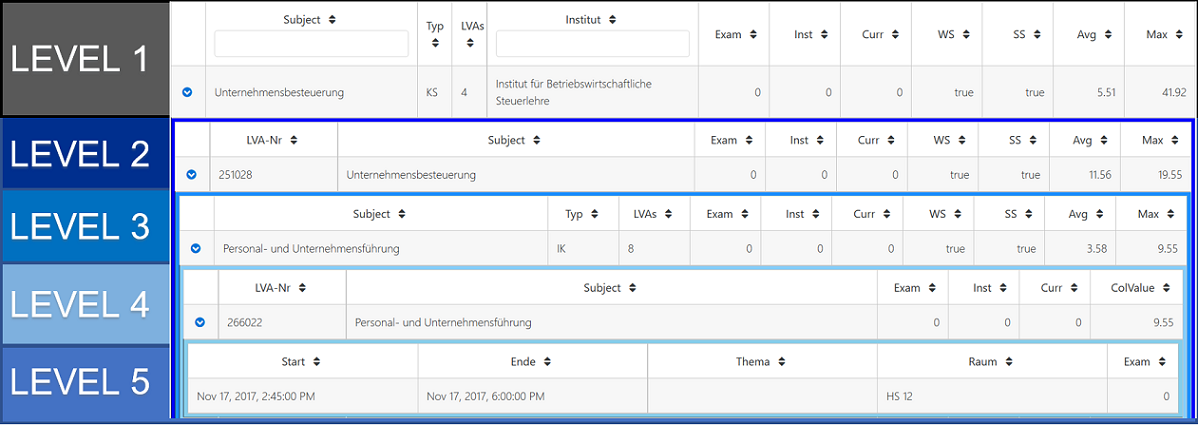 LEVEL 1
Subject Typ LVAs Institut Exam Inst Curr WS SS Avg Max
Unternehmensbesteuerung KS 4 Institut für Betriebswirtschaftliche
Steuerlehre 0 0 0 true true 5.51 41.92
LEVEL 2
LVA-Nr Subject Exam Inst Curr WS SS Avg Max
251028 Unternehmensbesteuerung 0 0 0 true true 11.56 19.55
LEVEL 3
Subject Typ LVAs Exam Inst Curr WS SS Avg Max
Personal- und Unternehmensführung IK 8 0 0 0 true true 3.58 9.55
LEVEL 4
LVA-Nr Subject Exam Inst Curr ColValue
266022 Personal- und Unternehmensführung 0 0 0 9.55
LEVEL 5
Start Ende Thema Raum Exam
Nov 17, 2017, 2:45:00 PM Nov 17, 2017, 6:00:00 PM HS 12 0